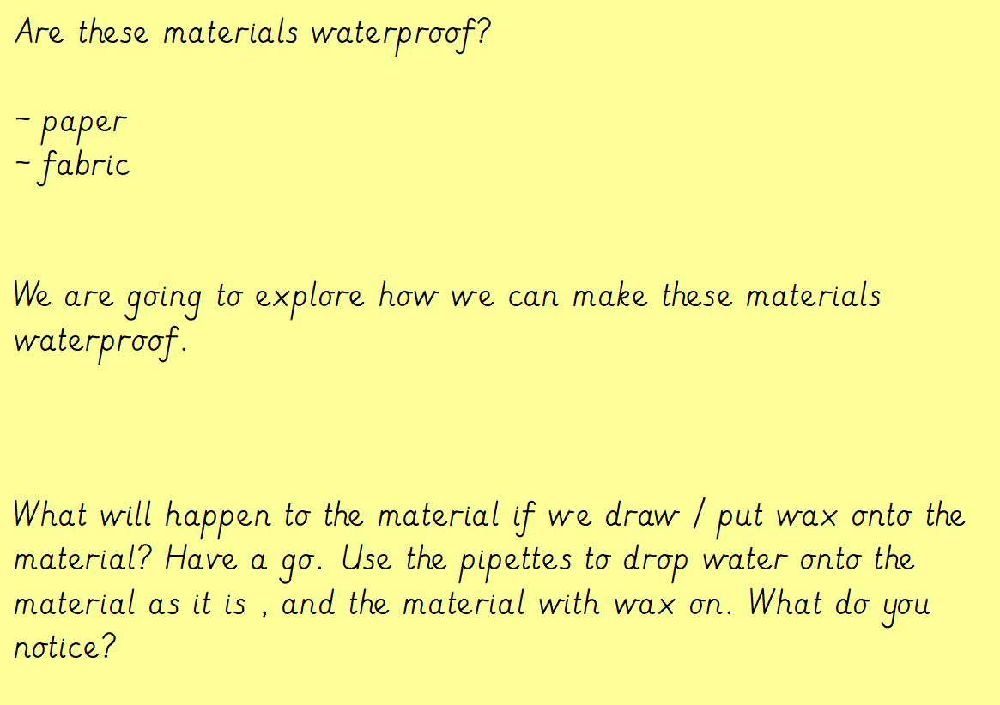 Are these materials waterproof?
- paper
- fabric
We are going to explore how we can make these materials
waterproof.
What will happen to the material if we draw / put wax onto the
material? Have a go. Use the pipettes to drop water onto the
material as it is , and the material with wax on. What do you
notice?